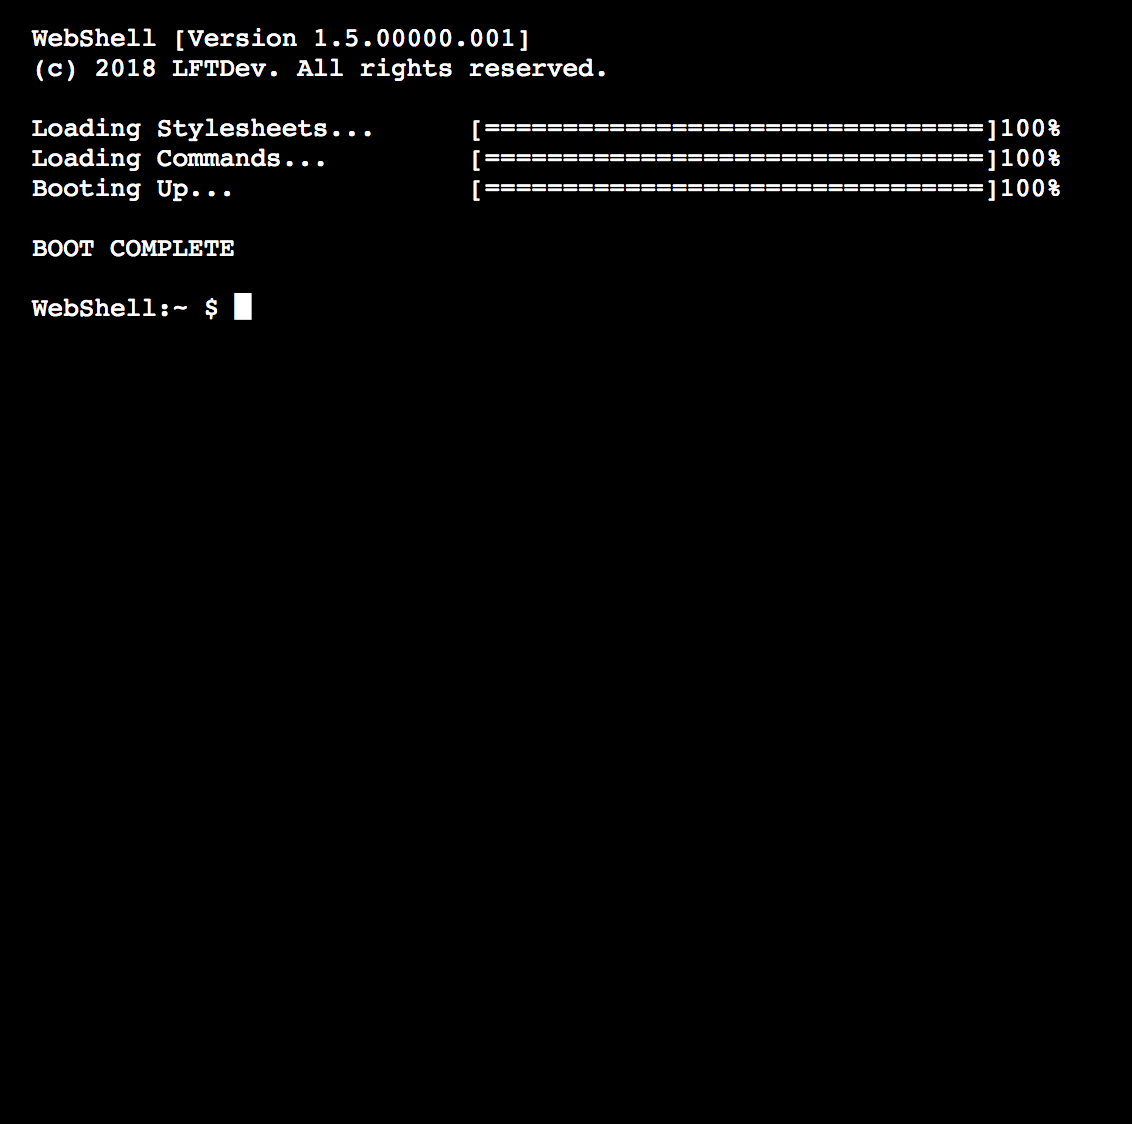 WebShell [Version 1.5.00000.001]
(c) 2018 LFTDev. All rights reserved.
Loading Stylesheets... [================================]100%
Loading Commands... [================================]100%
Booting Up... [================================]100%
BOOT COMPLETE
WebShell:~ $